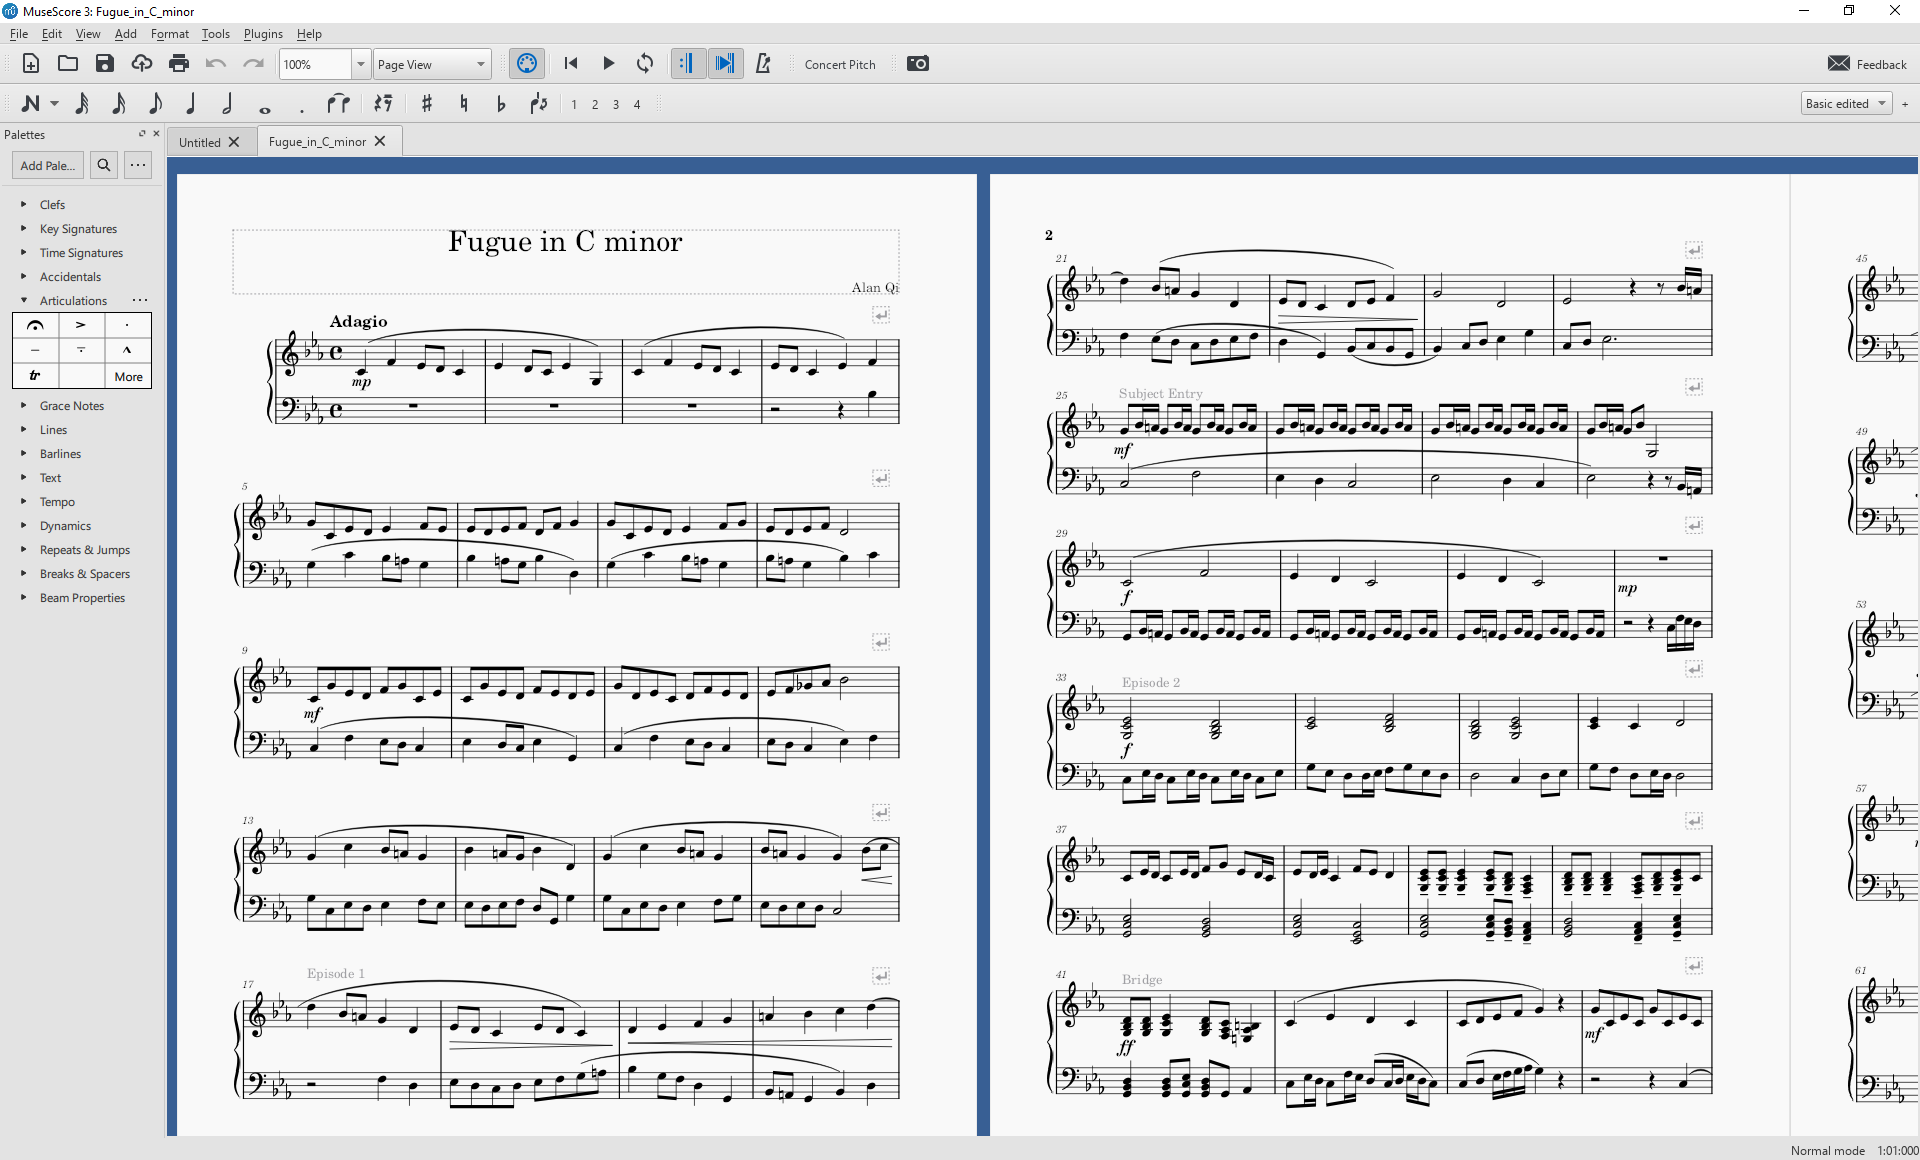 MuseScore 3: Fugue_in_C_minor
File Edit View Add Format Tools Plugins Help
100% Page View Concert Pitch Feedback
1 2 3 4 Basic edited +
Palettes
Untitled Fugue_in_C_minor
Add Pale...
Clefs
Key Signatures
Time Signatures
Accidentals
Articulations
tr More
Grace Notes
Lines
Barlines
Text
Tempo
Dynamics
Repeats & Jumps
Breaks & Spacers
Beam Properties
Fugue in C minor
Alan Qi
Adagio
mp
5
9
mf
13
17
Episode 1
2
21
25
Subject Entry
mf
29
f
mp
33
Episode 2
f
37
41
Bridge
ff
mf
45
49
53
57
61
Normal mode 1:01:000